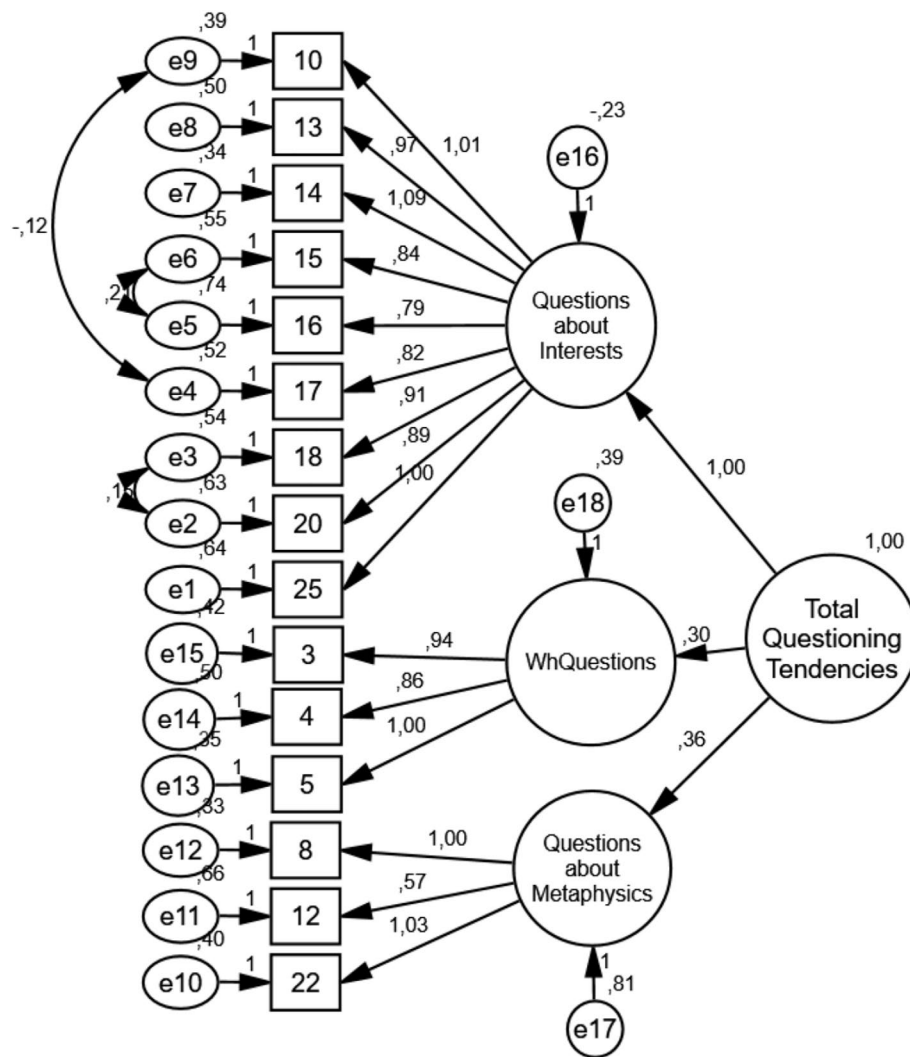 ,39
e9 1 10
,50
e8 1 13
,34
e7 1 14
,55
e6 1 15
,74
e5 1 16
,52
e4 1 17
,54
e3 1 18
,63
e2 1 20
,64
e1 1 25
,42
e15 1 3
,50
e14 1 4
,35
e13 1 5
,33
e12 1 8
,66
e11 1 12
,40
e10 1 22
-,12
1,01
,97
1,09
,84
,79
,82
,91
,89
1,00
-,23
e16
1
Questions
about
Interests
1,00
,39
e18
1
,94
,86
1,00
WhQuestions
,30
1,00
Total
Questioning
Tendencies
,36
1,00
,57
1,03
Questions
about
Metaphysics
1
,81
e17